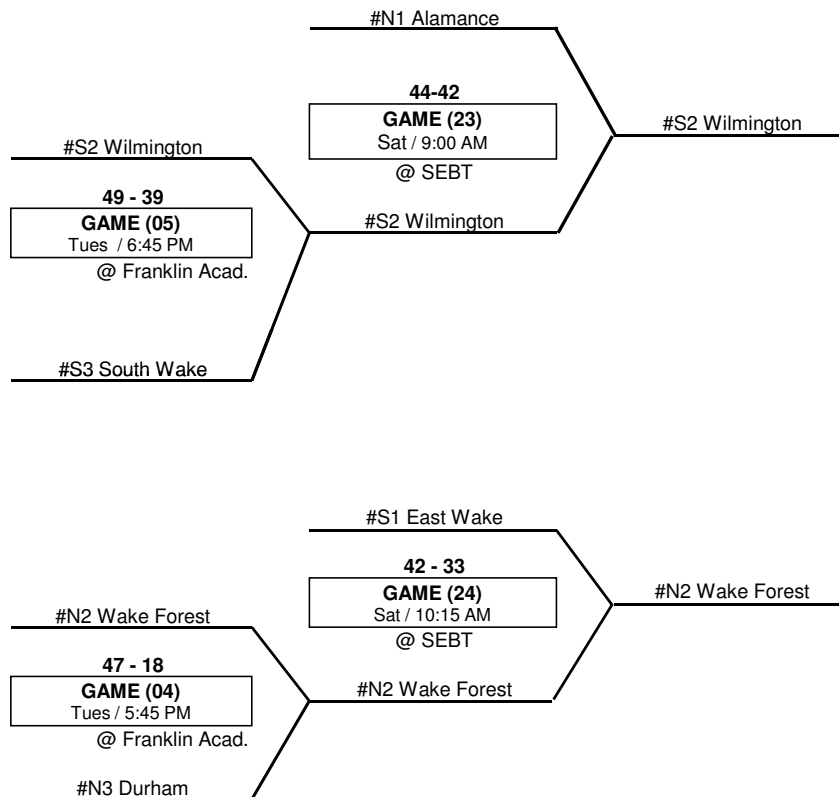 #N1 Alamance
44-42
GAME (23)
Sat / 9:00 AM
@ SEBT
#S2 Wilmington
#S2 Wilmington
49 - 39
GAME (05)
Tues / 6:45 PM
@ Franklin Acad.
#S2 Wilmington
#S3 South Wake
#S1 East Wake
42 - 33
GAME (24)
Sat / 10:15 AM
@ SEBT
#N2 Wake Forest
#N2 Wake Forest
47 - 18
GAME (04)
Tues / 5:45 PM
@ Franklin Acad.
#N2 Wake Forest
#N3 Durham